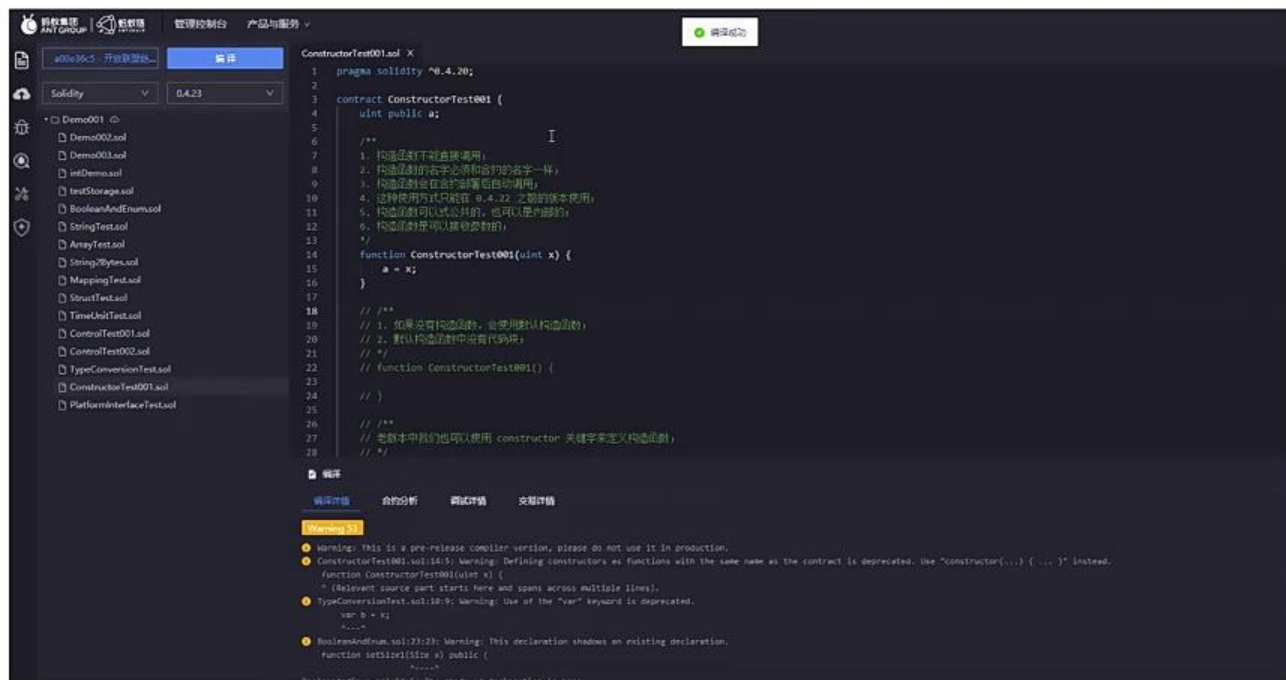 蚂蚁集团 ANT GROUP 蚂蚁链 管理控制台 产品与服务
编译成功
编译
ConstructorTest001.sol X
Solidity 0.4.23
Demo001
Demo002.sol
Demo003.sol
intDemo.sol
testStorage.sol
BooleanAndEnum.sol
StringTest.sol
ArrayTest.sol
String2Bytes.sol
MappingTest.sol
StructTest.sol
TimeUnitTest.sol
ControlTest001.sol
ControlTest002.sol
TypeConversionTest.sol
ConstructorTest001.sol
PlatformInterfaceTest.sol
1 pragma solidity ^0.4.20;
2
3 contract ConstructorTest001 {
4 uint public a;
5
6 /**
7 1. 构造函数不能直接调用;
8 2. 构造函数的名字必须和合约的名字一样;
9 3. 构造函数会在合约部署后自动调用;
10 4. 这种使用方式只能在 0.4.22 之前的版本使用;
11 5. 构造函数可以式公共的，也可以是内部的;
12 6. 构造函数是可以接收参数的;
13 */
14 function ConstructorTest001(uint x) {
15 a = x;
16 }
17
18 // /**
19 // 1. 如果没有构造函数，会使用默认构造函数;
20 // 2. 默认构造函数中没有代码块;
21 // */
22 // function ConstructorTest001() {
23
24 // }
25
26 // /**
27 // 老版本中我们也可以使用 constructor 关键字来定义构造函数;
28 // */
编译
编译详情 合约分析 调试详情 交易详情
Warning 53
Warning: This is a pre-release compiler version, please do not use it in production.
ConstructorTest001.sol:14:5: Warning: Defining constructors as functions with the same name as the contract is deprecated. Use "constructor(...) { ... }" instead.
function ConstructorTest001(uint x) {
^ (Relevant source part starts here and spans across multiple lines).
TypeConversionTest.sol:10:9: Warning: Use of the "var" keyword is deprecated.
var b = x;
^---^
BooleanAndEnum.sol:23:23: Warning: This declaration shadows an existing declaration.
function setSize1(Size x) public {
^----^